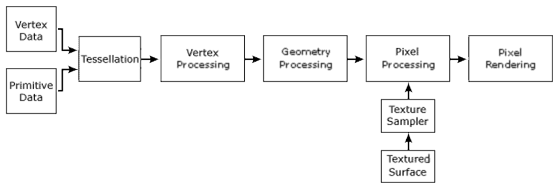 Vertex
Data
Primitive
Data
Tessellation
Vertex
Processing
Geometry
Processing
Pixel
Processing
Pixel
Rendering
Texture
Sampler
Textured
Surface